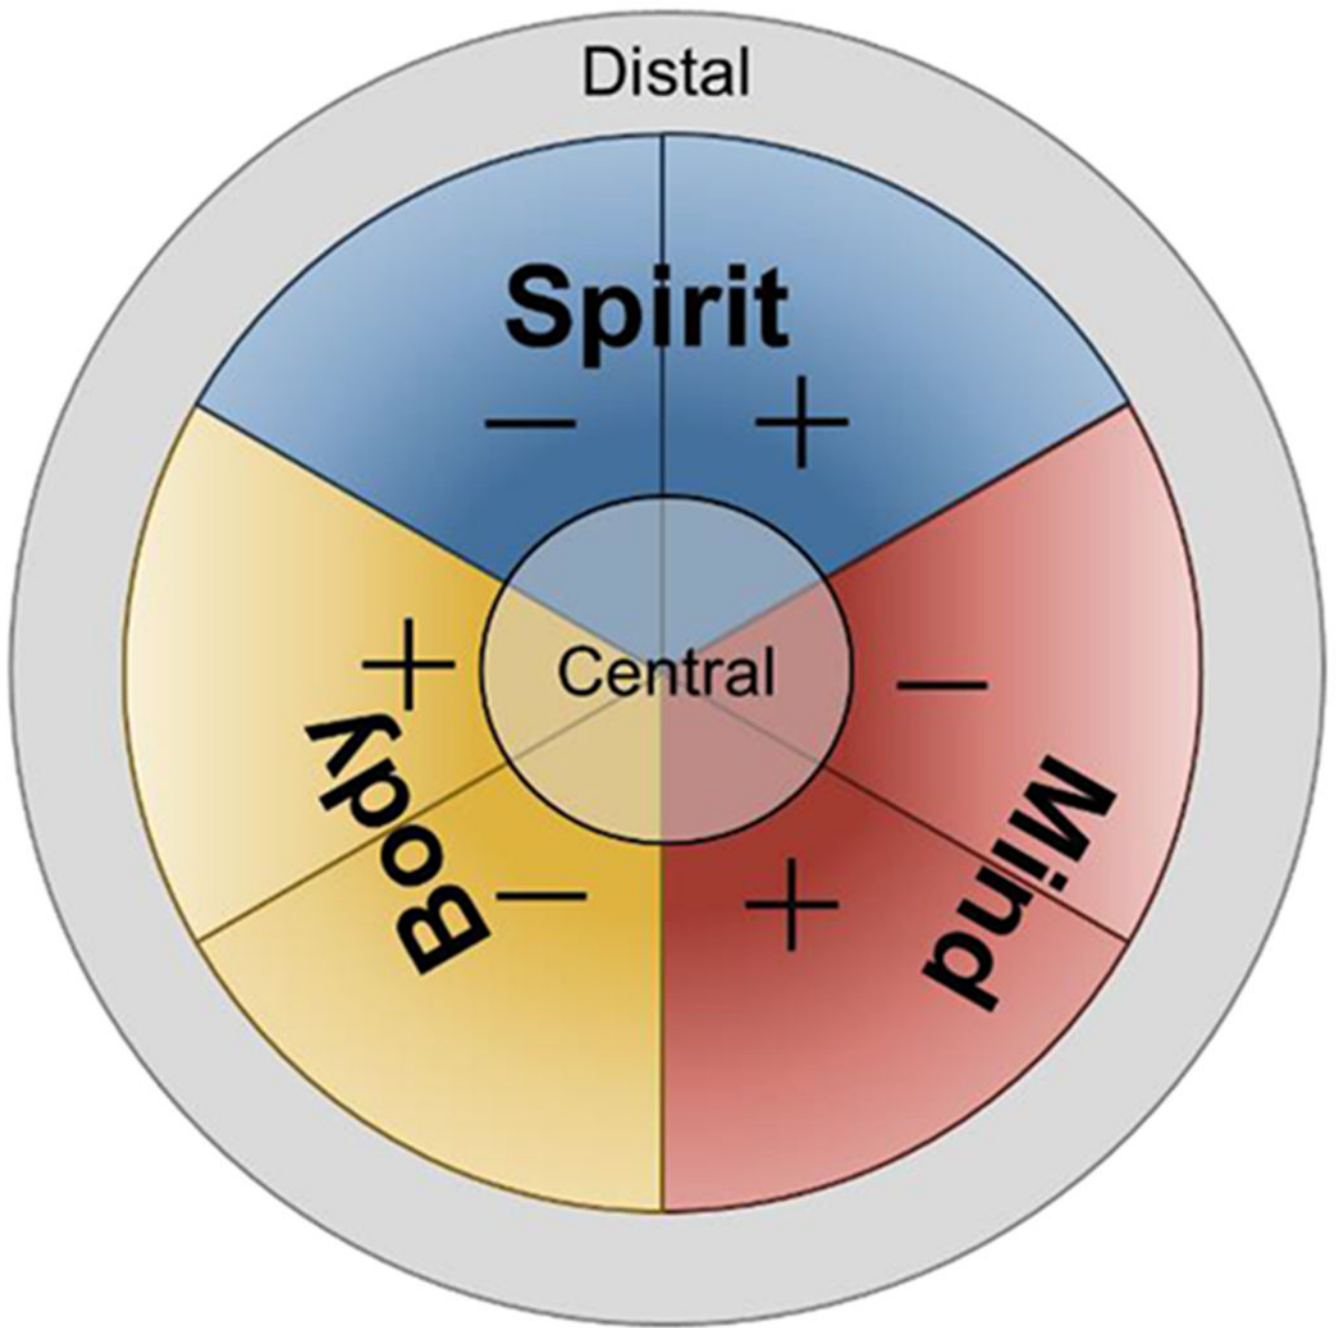 Distal
Spirit
− +
+ Central −
Body
Mind
− +